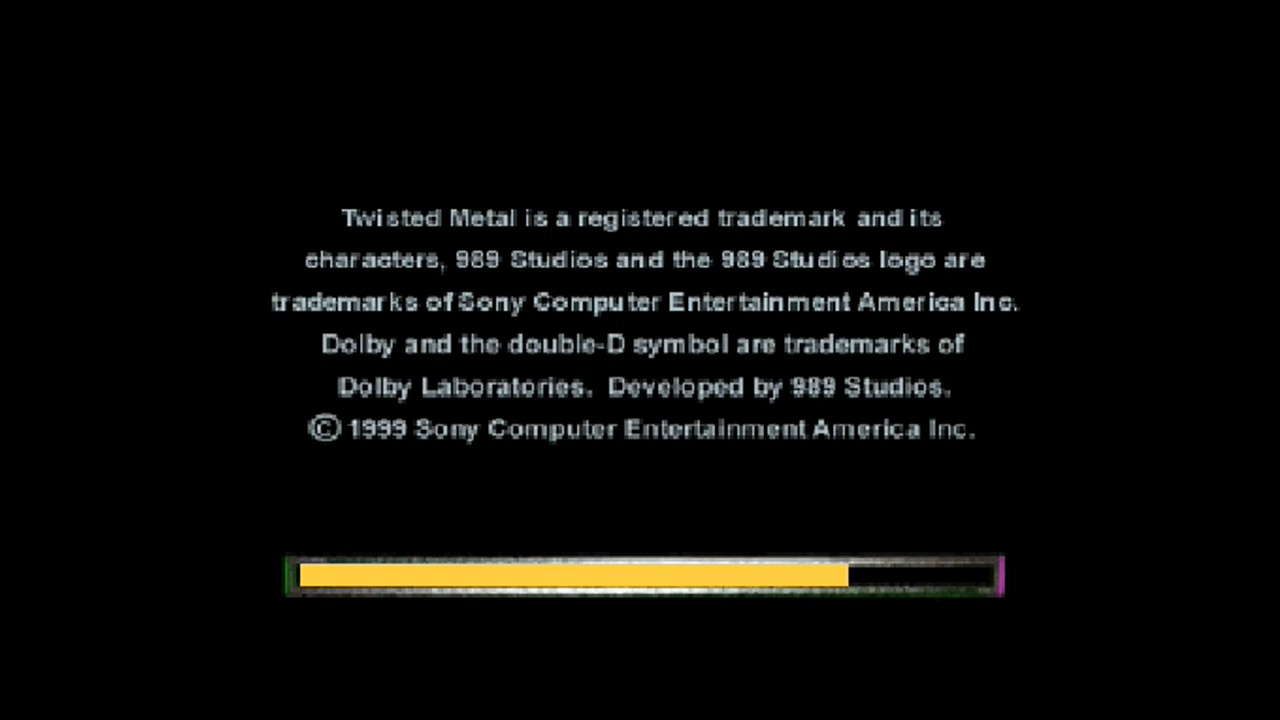 Twisted Metal is a registered trademark and its
characters, 989 Studios and the 989 Studios logo are
trademarks of Sony Computer Entertainment America Inc.
Dolby and the double-D symbol are trademarks of
Dolby Laboratories. Developed by 989 Studios.
© 1999 Sony Computer Entertainment America Inc.